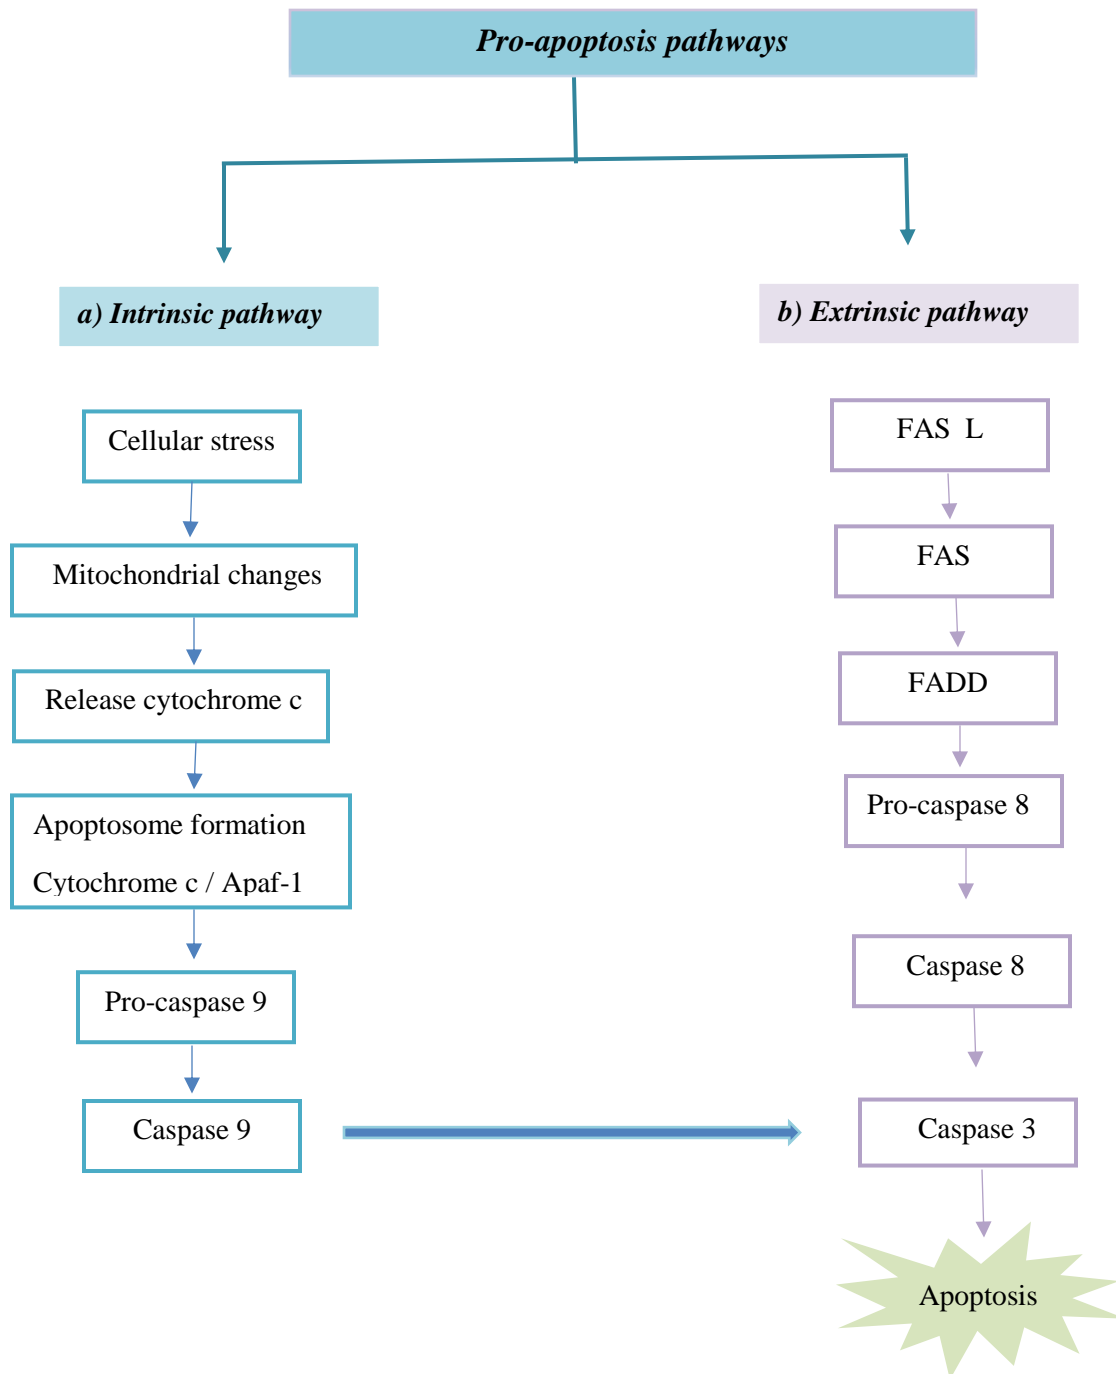 Pro-apoptosis pathways
a) Intrinsic pathway
b) Extrinsic pathway
Cellular stress
Mitochondrial changes
Release cytochrome c
Apoptosome formation
Cytochrome c / Apaf-1
Pro-caspase 9
Caspase 9
FAS L
FAS
FADD
Pro-caspase 8
Caspase 8
Caspase 3
Apoptosis